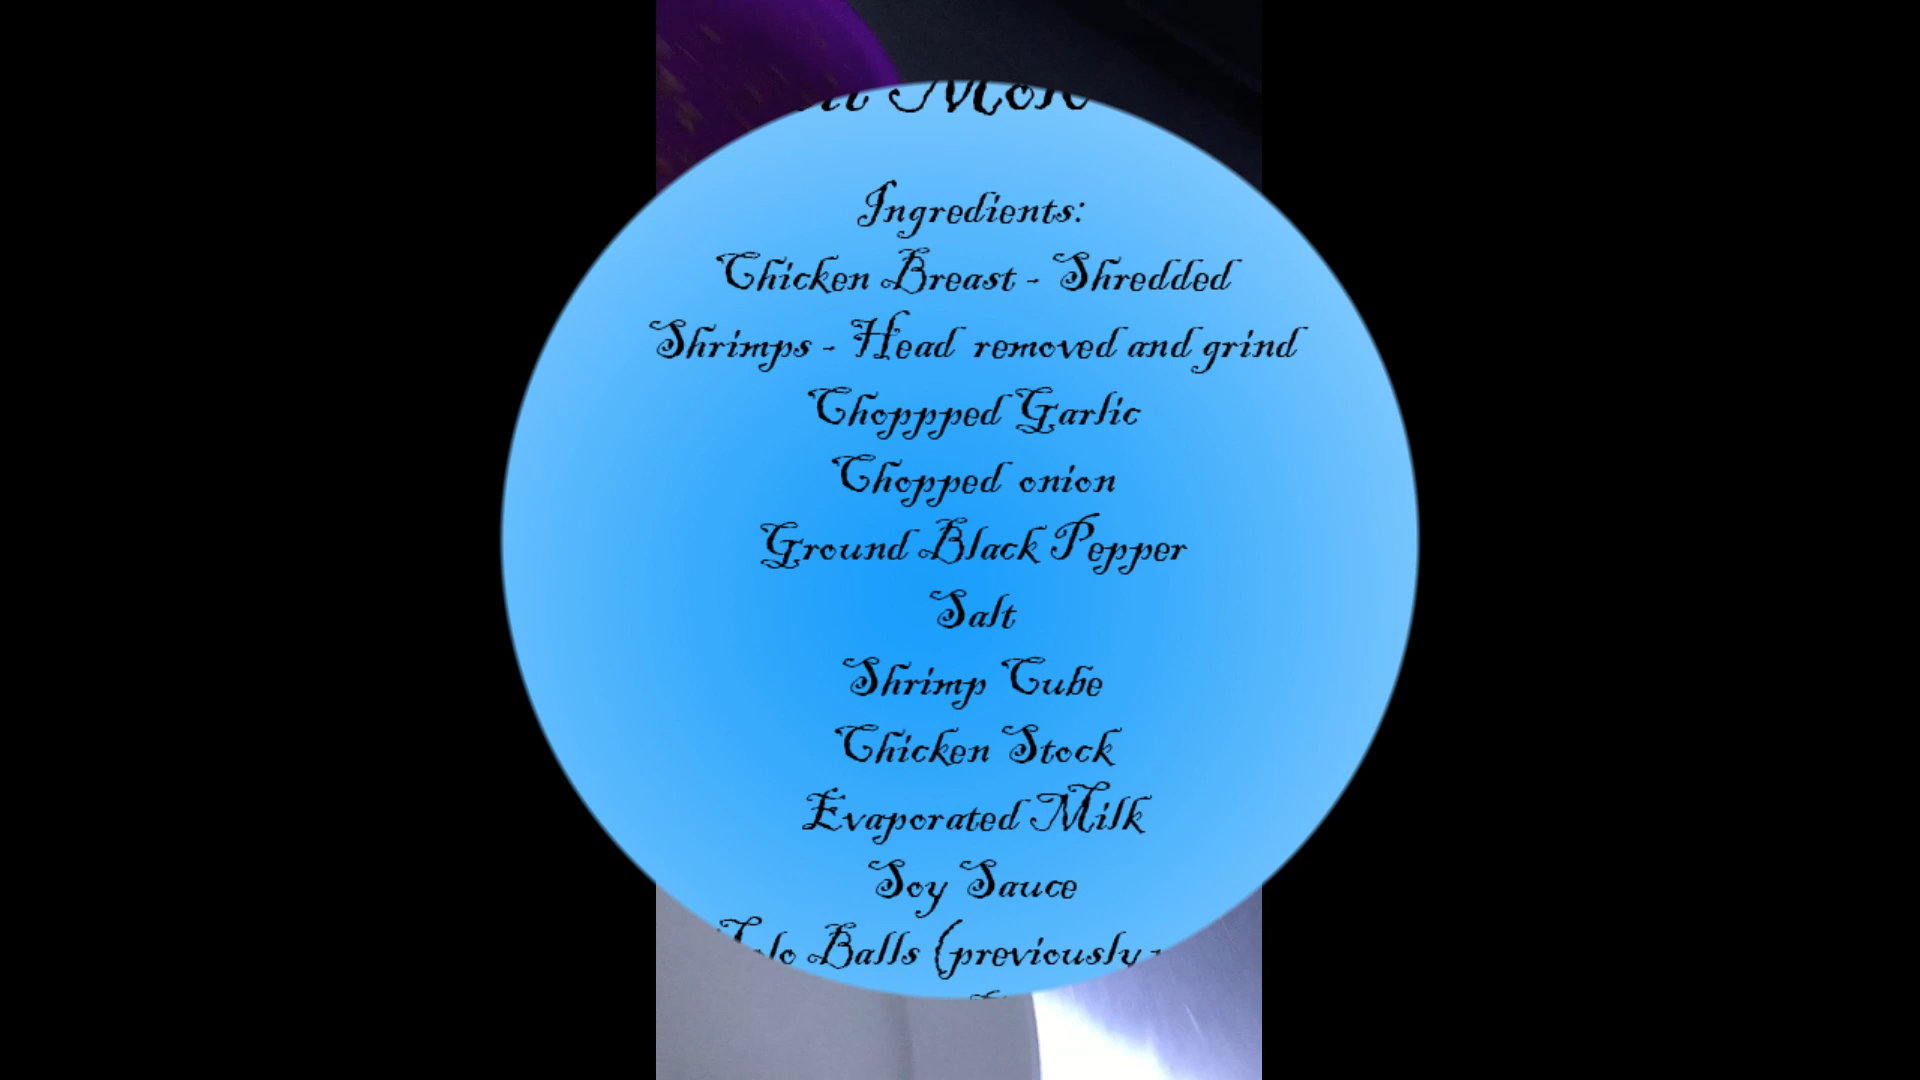 Ingredients:
Chicken Breast - Shredded
Shrimps - Head removed and grind
Choppped Garlic
Chopped onion
Ground Black Pepper
Salt
Shrimp Cube
Chicken Stock
Evaporated Milk
Soy Sauce
Balls (previously